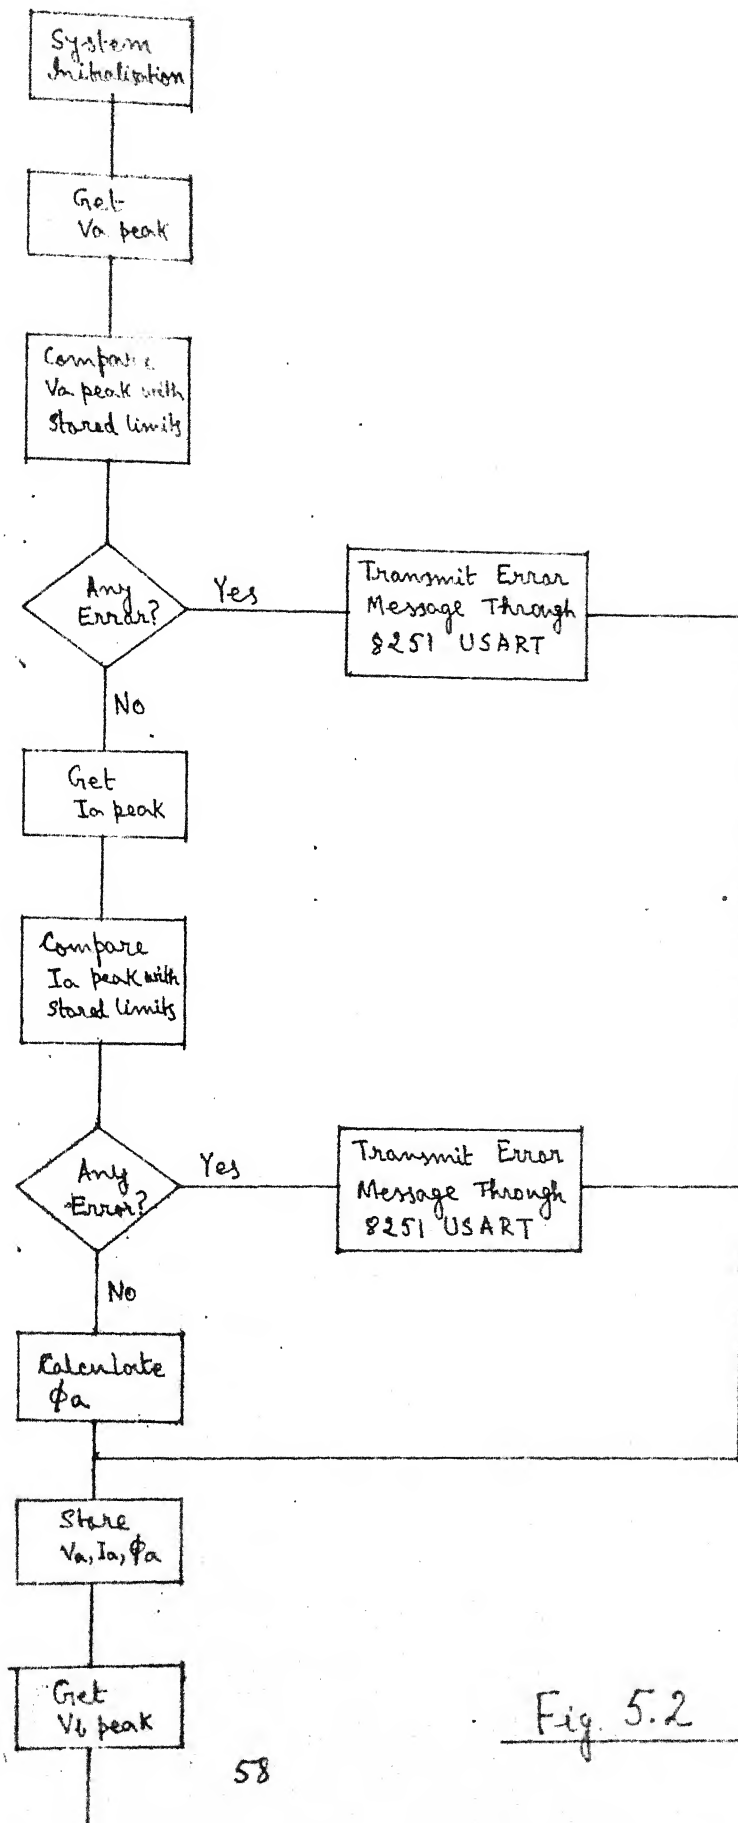 System
Initialisation
Get
Va peak
Compare
Va peak with
stored limits
Any
Error?
Yes
Transmit Error
Message Through
8251 USART
No
Get
Ia peak
Compare
Ia peak with
stored limits
Any
Error?
Yes
Transmit Error
Message Through
8251 USART
No
Calculate
ϕa
Store
Va, Ia, ϕa
Get
Vb peak
Fig. 5.2
58